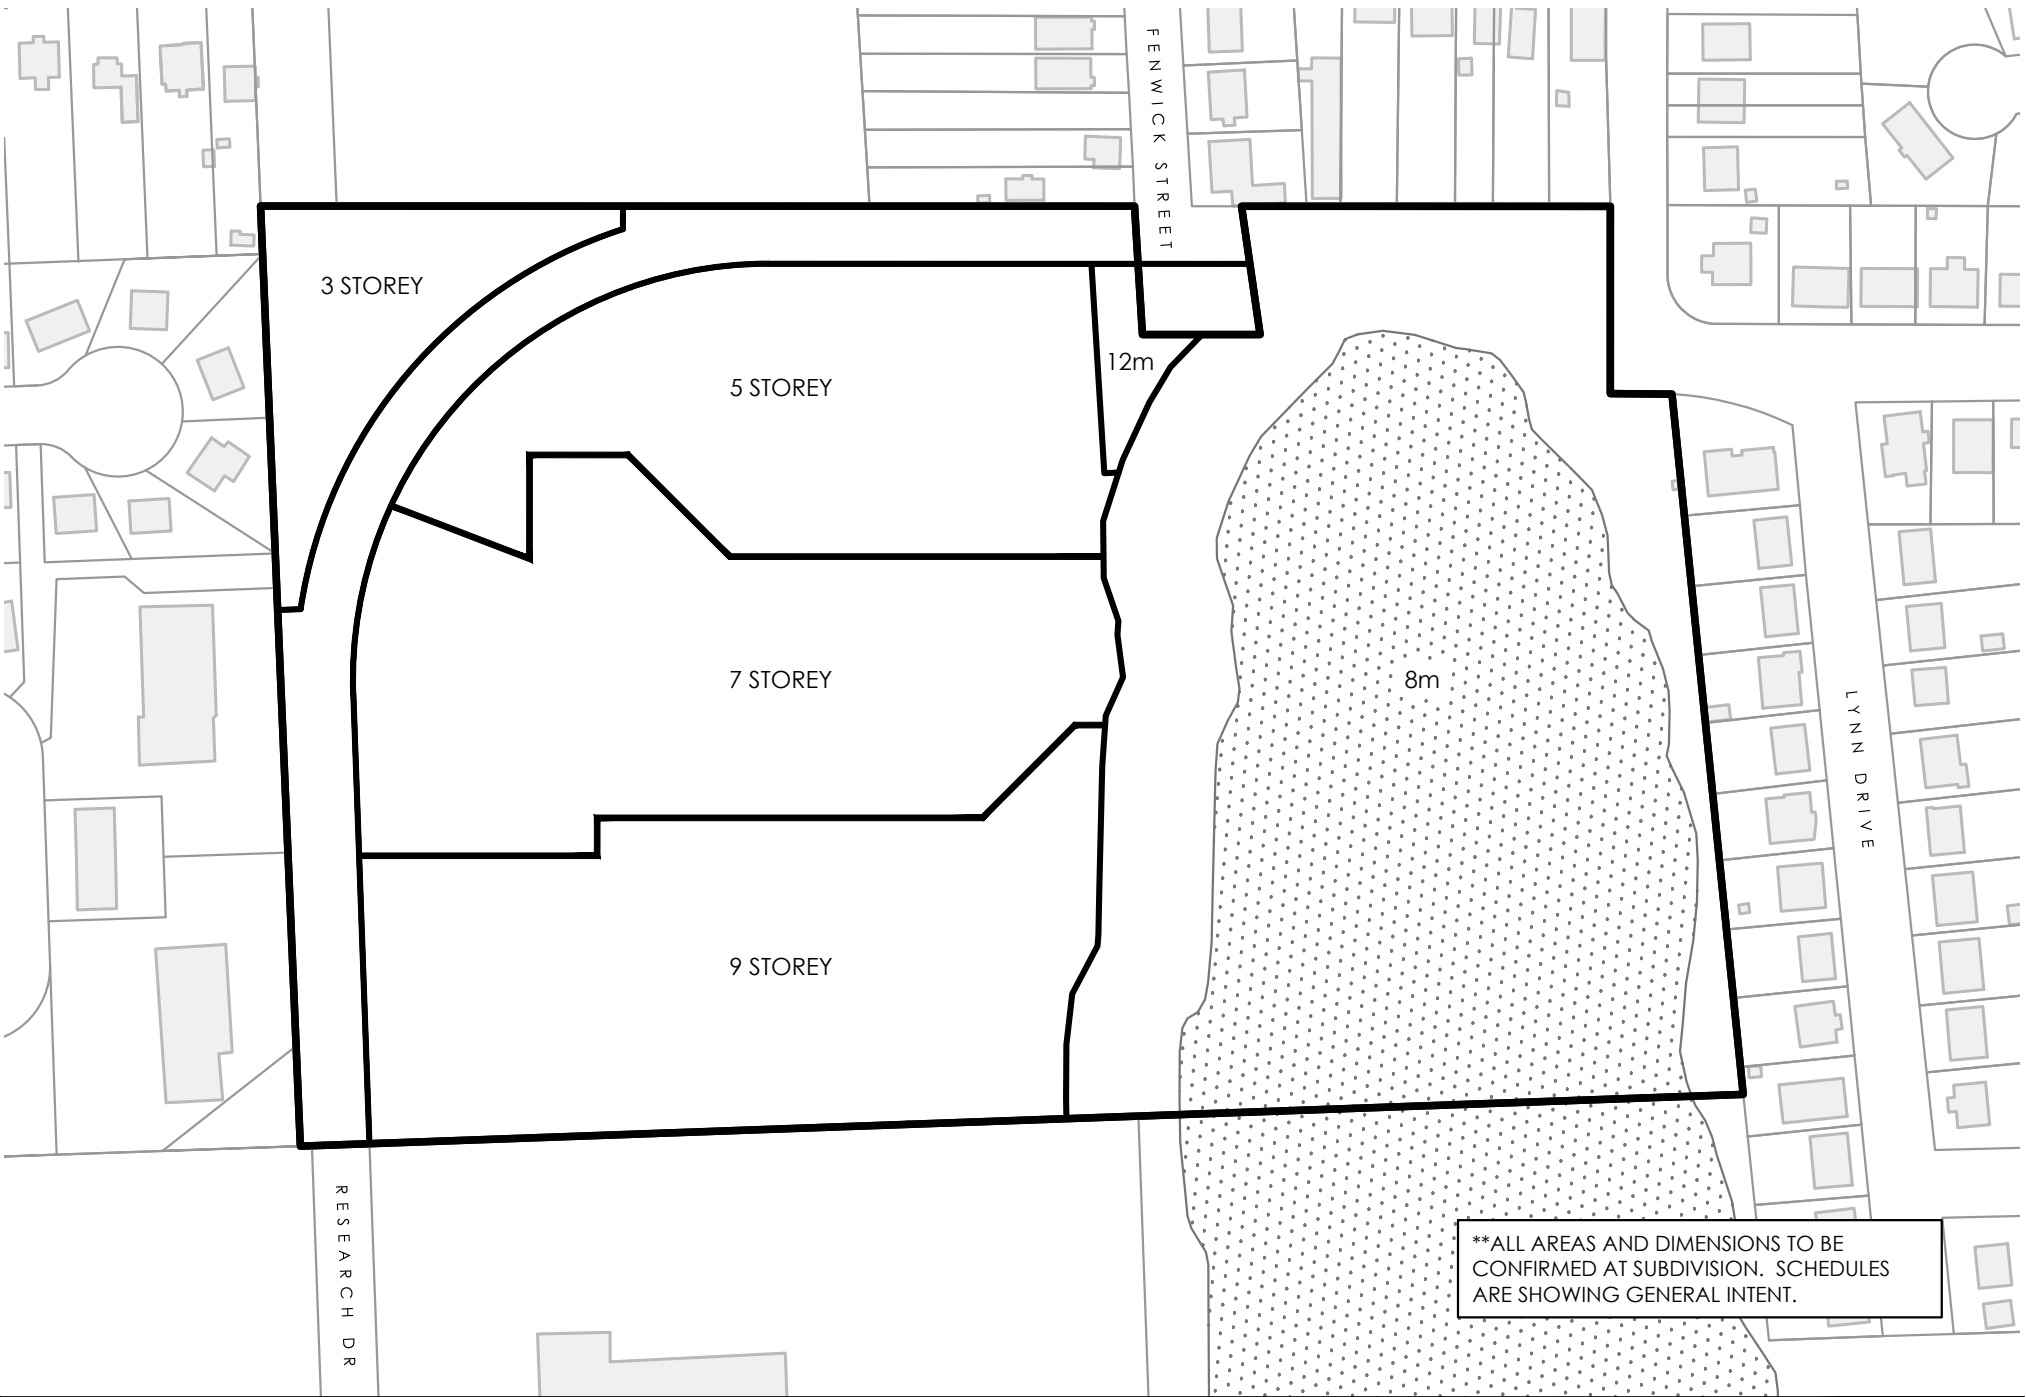 FENWICK STREET
3 STOREY
12m
5 STOREY
7 STOREY
8m
LYNN DRIVE
9 STOREY
RESEARCH DR
**ALL AREAS AND DIMENSIONS TO BE
CONFIRMED AT SUBDIVISION. SCHEDULES
ARE SHOWING GENERAL INTENT.